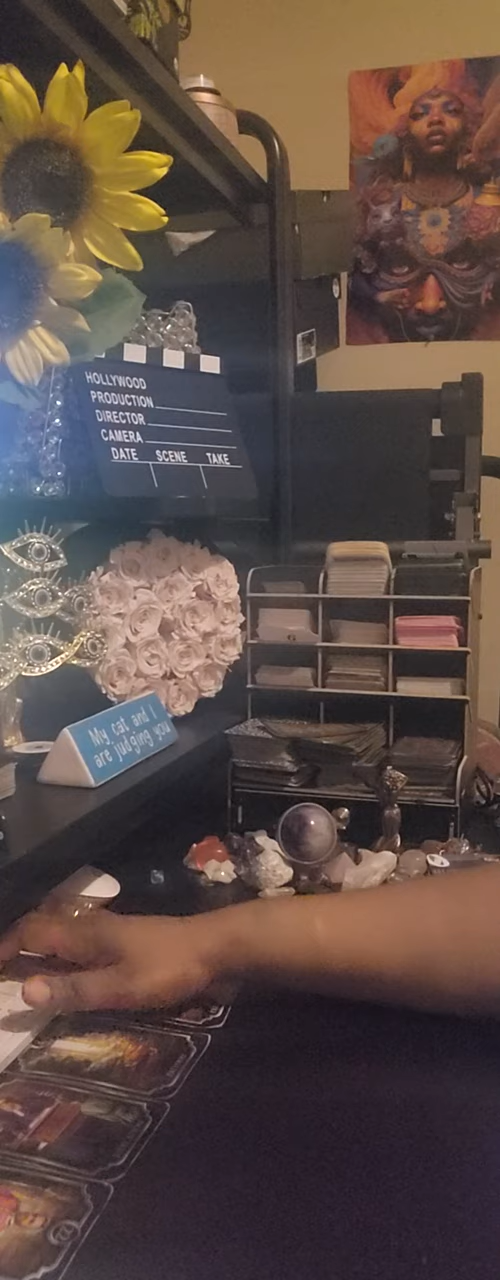 HOLLYWOOD
PRODUCTION
DIRECTOR
CAMERA
DATE SCENE TAKE
My cat and I
are judging you